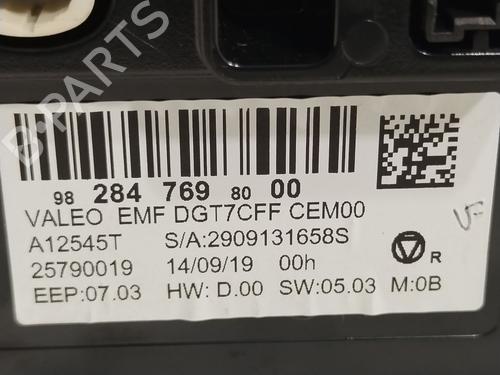 B-PARTS
98 284 769 80 00
VALEO EMF DGT7CFF CEM00
A12545T S/A:2909131658S
25790019 14/09/19 00h
EEP:07.03 HW: D.00 SW:05.03 M:0B
R